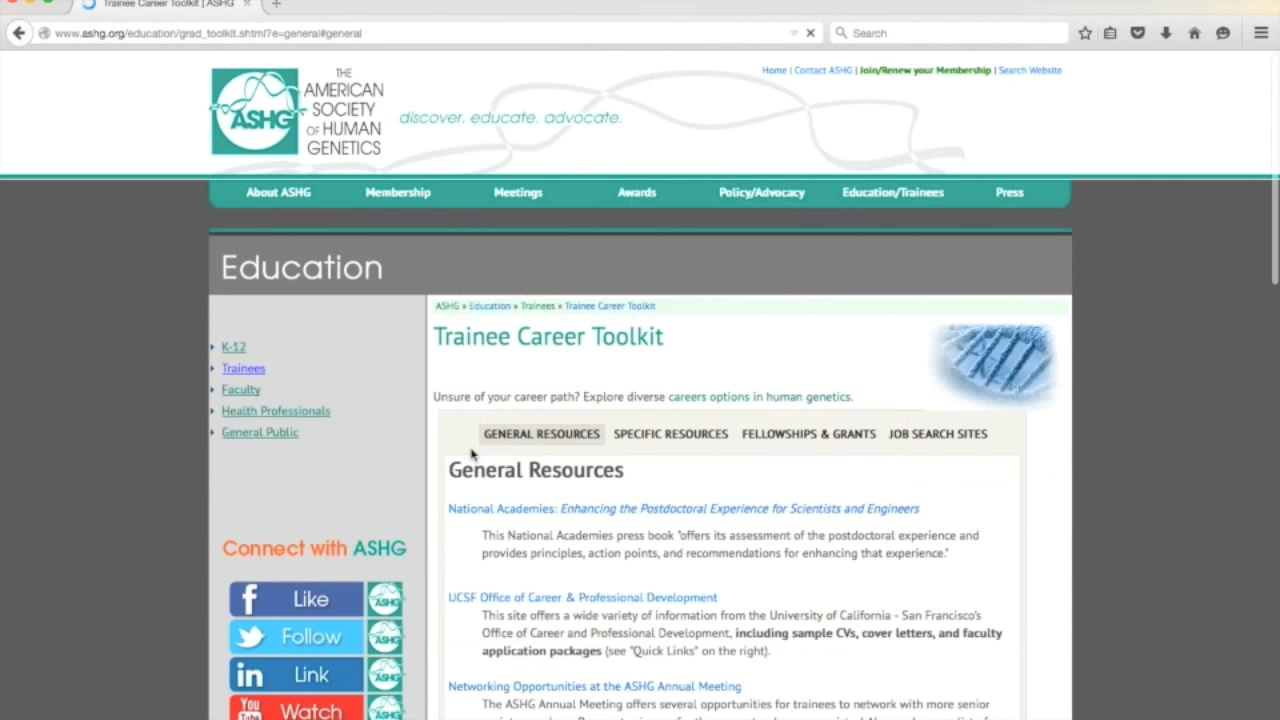 Trainee Career Toolkit | ASHG
www.ashg.org/education/grad_toolkit.shtml?e=general#general
Search
Home | Contact ASHG | Join/Renew your Membership | Search Website
ASHG
THE
AMERICAN
SOCIETY
OF HUMAN
GENETICS
discover. educate. advocate.
About ASHG Membership Meetings Awards Policy/Advocacy Education/Trainees Press
Education
K-12
Trainees
Faculty
Health Professionals
General Public
Connect with ASHG
Like ASHG
Follow ASHG
in Link ASHG
You Tube Watch ASHG
ASHG » Education » Trainees » Trainee Career Toolkit
Trainee Career Toolkit
Unsure of your career path? Explore diverse careers options in human genetics.
GENERAL RESOURCES SPECIFIC RESOURCES FELLOWSHIPS & GRANTS JOB SEARCH SITES
General Resources
National Academies: Enhancing the Postdoctoral Experience for Scientists and Engineers
This National Academies press book "offers its assessment of the postdoctoral experience and
provides principles, action points, and recommendations for enhancing that experience."
UCSF Office of Career & Professional Development
This site offers a wide variety of information from the University of California - San Francisco's
Office of Career and Professional Development, including sample CVs, cover letters, and faculty
application packages (see "Quick Links" on the right).
Networking Opportunities at the ASHG Annual Meeting
The ASHG Annual Meeting offers several opportunities for trainees to network with more senior